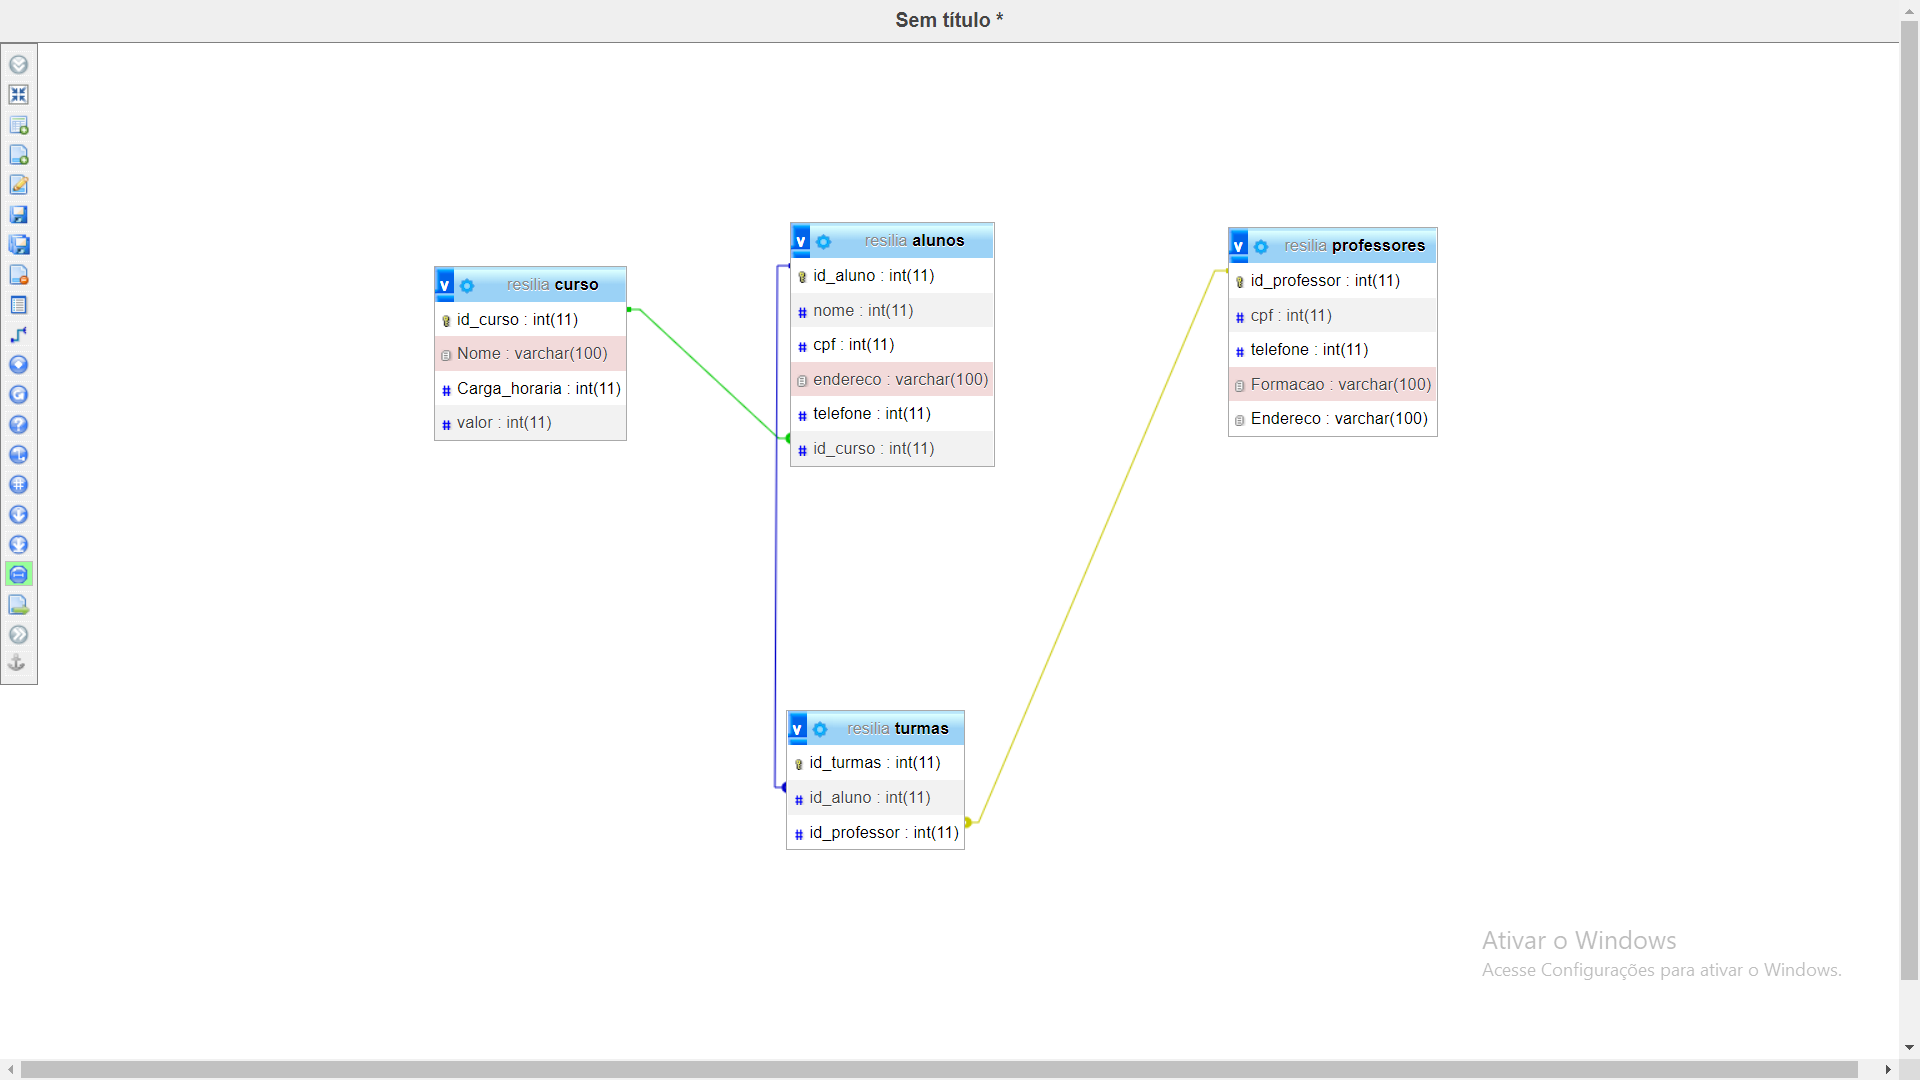 Sem título *
resilia curso
id_curso : int(11)
Nome : varchar(100)
Carga_horaria : int(11)
valor : int(11)
v resilia alunos
id_aluno : int(11)
nome : int(11)
cpf : int(11)
endereco : varchar(100)
telefone : int(11)
id_curso : int(11)
v resilia professores
id_professor : int(11)
cpf : int(11)
telefone : int(11)
Formacao : varchar(100)
Endereco : varchar(100)
v resilia turmas
id_turmas : int(11)
id_aluno : int(11)
id_professor : int(11)
Ativar o Windows
Acesse Configurações para ativar o Windows.